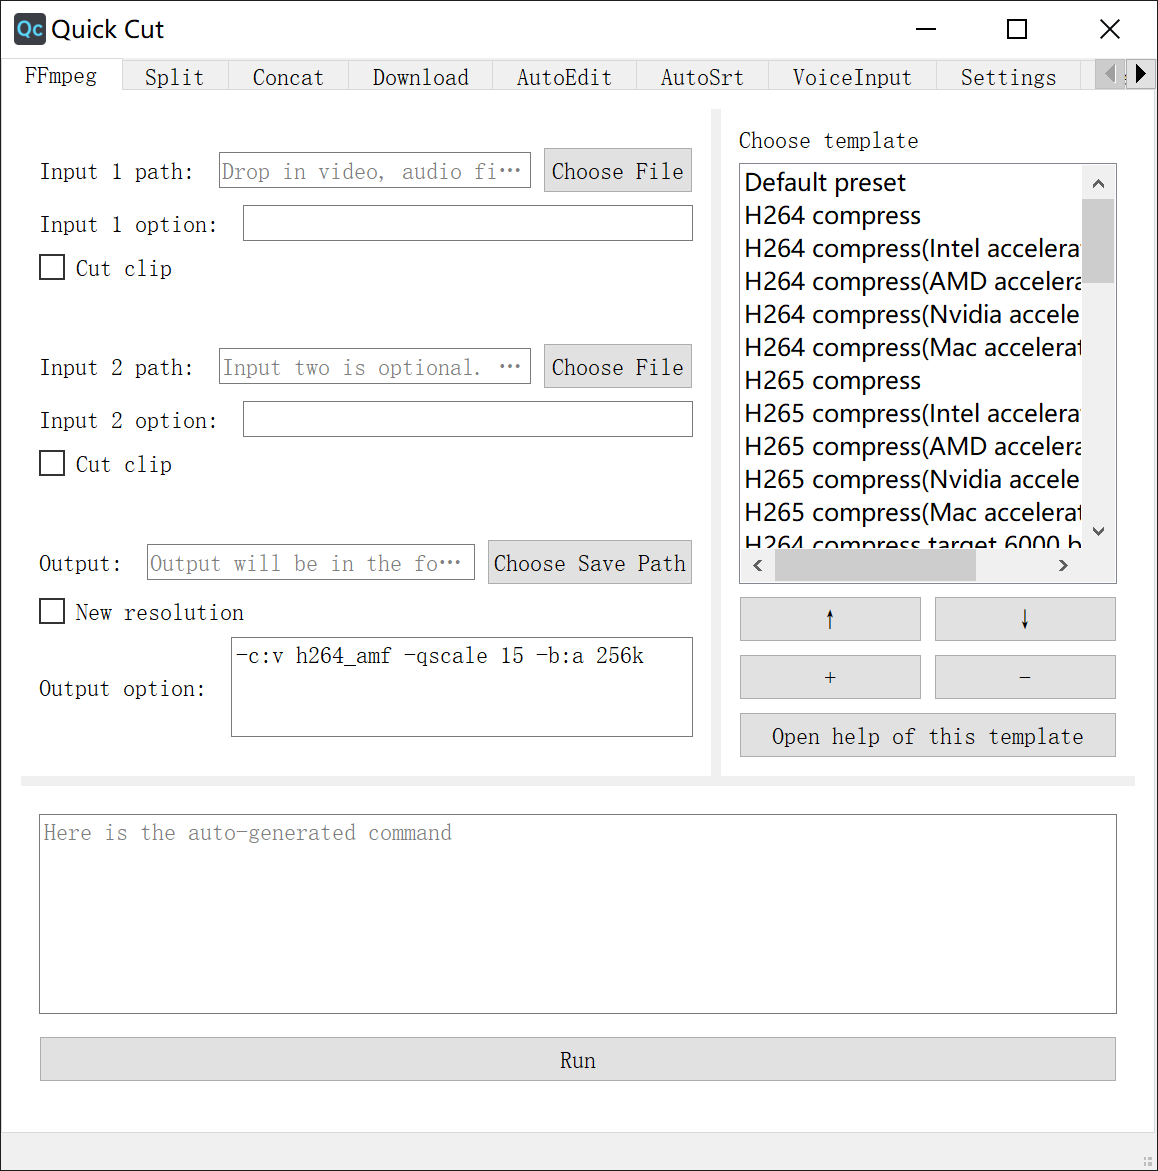 Qc Quick Cut
FFmpeg Split Concat Download AutoEdit AutoSrt VoiceInput Settings
Input 1 path: Drop in video, audio fi… Choose File
Input 1 option:
Cut clip
Input 2 path: Input two is optional. … Choose File
Input 2 option:
Cut clip
Output: Output will be in the fo… Choose Save Path
New resolution
Output option: -c:v h264_amf -qscale 15 -b:a 256k
Choose template
Default preset
H264 compress
H264 compress(Intel accelera
H264 compress(AMD accelera
H264 compress(Nvidia accele
H264 compress(Mac accelerat
H265 compress
H265 compress(Intel accelera
H265 compress(AMD accelera
H265 compress(Nvidia accele
H265 compress(Mac accelerat
H264 compress target 6000 b
↑ ↓
+ -
Open help of this template
Here is the auto-generated command
Run